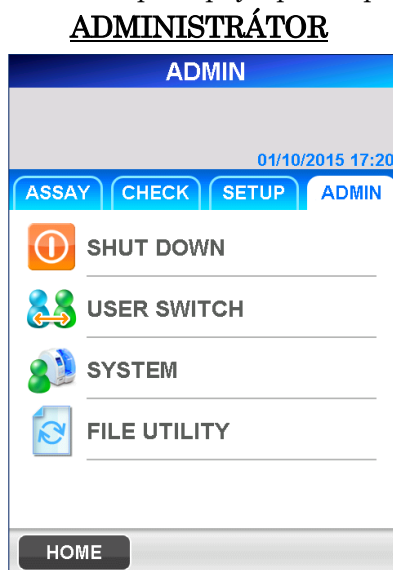 ADMINISTRÁTOR
ADMIN
01/10/2015 17:20
ASSAY CHECK SETUP ADMIN
SHUT DOWN
USER SWITCH
SYSTEM
FILE UTILITY
HOME